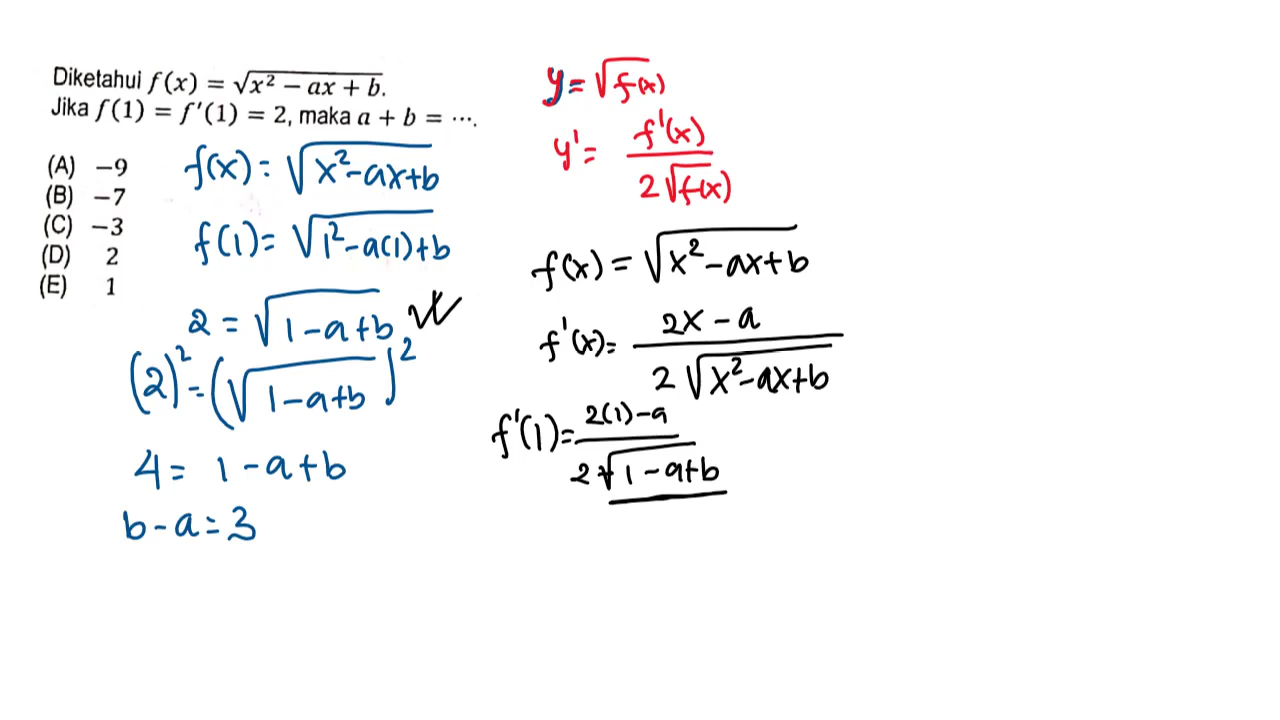 Diketahui f(x) = √(x² − ax + b).
Jika f(1) = f′(1) = 2, maka a + b = ⋯.
(A) −9
(B) −7
(C) −3
(D) 2
(E) 1
f(x) = √(x²−ax+b)
f(1) = √(1²−a(1)+b)
2 = √(1−a+b)
(2)² = (√(1−a+b))²
4 = 1−a+b
b−a = 3
y = √f(x)
y' = f'(x) / 2√f(x)
f(x) = √(x²−ax+b)
f'(x) = 2x−a / 2√(x²−ax+b)
f'(1) = 2(1)−a / 2√(1−a+b)